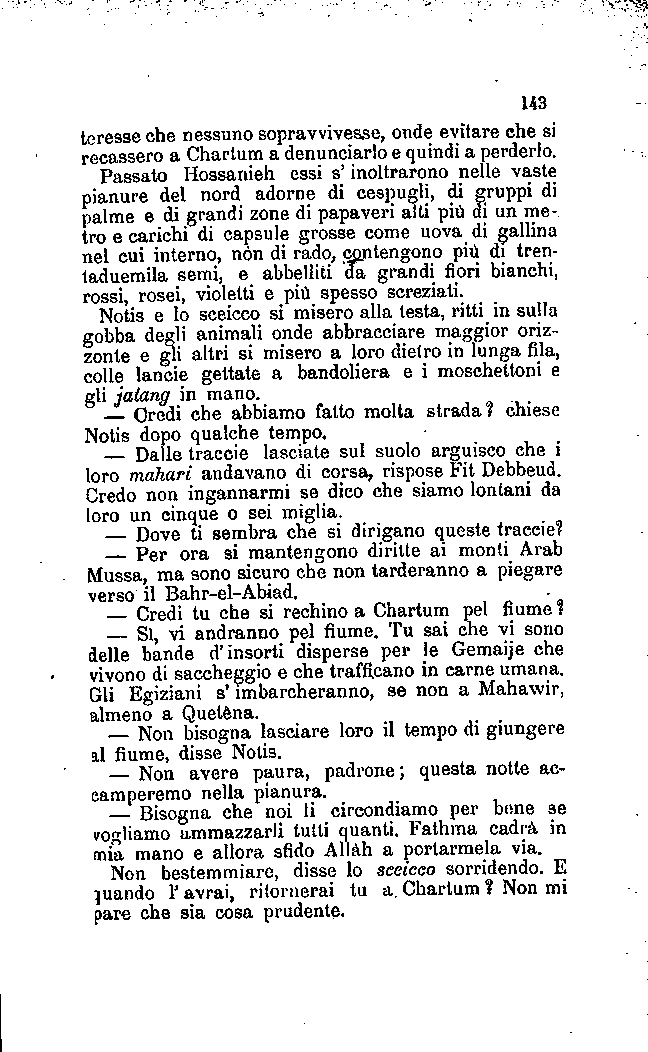 143
teresse che nessuno sopravvivesse, onde evitare che si
recassero a Chartum a denunciarlo e quindi a perderlo.
Passato Hossanieh essi s' inoltrarono nelle vaste
pianure del nord adorne di cespugli, di gruppi di
palme e di grandi zone di papaveri alti più di un me-
tro e carichi di capsule grosse come uova di gallina
nel cui interno, non di rado, contengono più di tren-
taduemila semi, e abbelliti da grandi fiori bianchi,
rossi, rosei, violetti e più spesso screziati.
Notis e lo sceicco si misero alla testa, ritti in sulla
gobba degli animali onde abbracciare maggior oriz-
zonte e gli altri si misero a loro dietro in lunga fila,
colle lancie gettate a bandoliera e i moschettoni e
gli jatang in mano.
— Credi che abbiamo fatto molta strada? chiese
Notis dopo qualche tempo.
— Dalle traccie lasciate sul suolo arguisco che i
loro mahari andavano di corsa, rispose Fit Debbeud.
Credo non ingannarmi se dico che siamo lontani da
loro un cinque o sei miglia.
— Dove ti sembra che si dirigano queste traccie?
— Per ora si mantengono diritte ai monti Arab
Mussa, ma sono sicuro che non tarderanno a piegare
verso il Bahr-el-Abiad.
— Credi tu che si rechino a Chartum pel fiume?
— Sì, vi andranno pel fiume. Tu sai che vi sono
delle bande d' insorti disperse per le Gemaije che
vivono di saccheggio e che trafficano in carne umana.
Gli Egiziani s' imbarcheranno, se non a Mahawir,
almeno a Quetêna.
— Non bisogna lasciare loro il tempo di giungere
al fiume, disse Notis.
— Non avere paura, padrone; questa notte ac-
camperemo nella pianura.
— Bisogna che noi li circondiamo per bene se
vogliamo ammazzarli tutti quanti. Fathma cadrà in
mia mano e allora sfido Allàh a portarmela via.
Non bestemmiare, disse lo sceicco sorridendo. E
quando l' avrai, ritornerai tu a Chartum? Non mi
pare che sia cosa prudente.